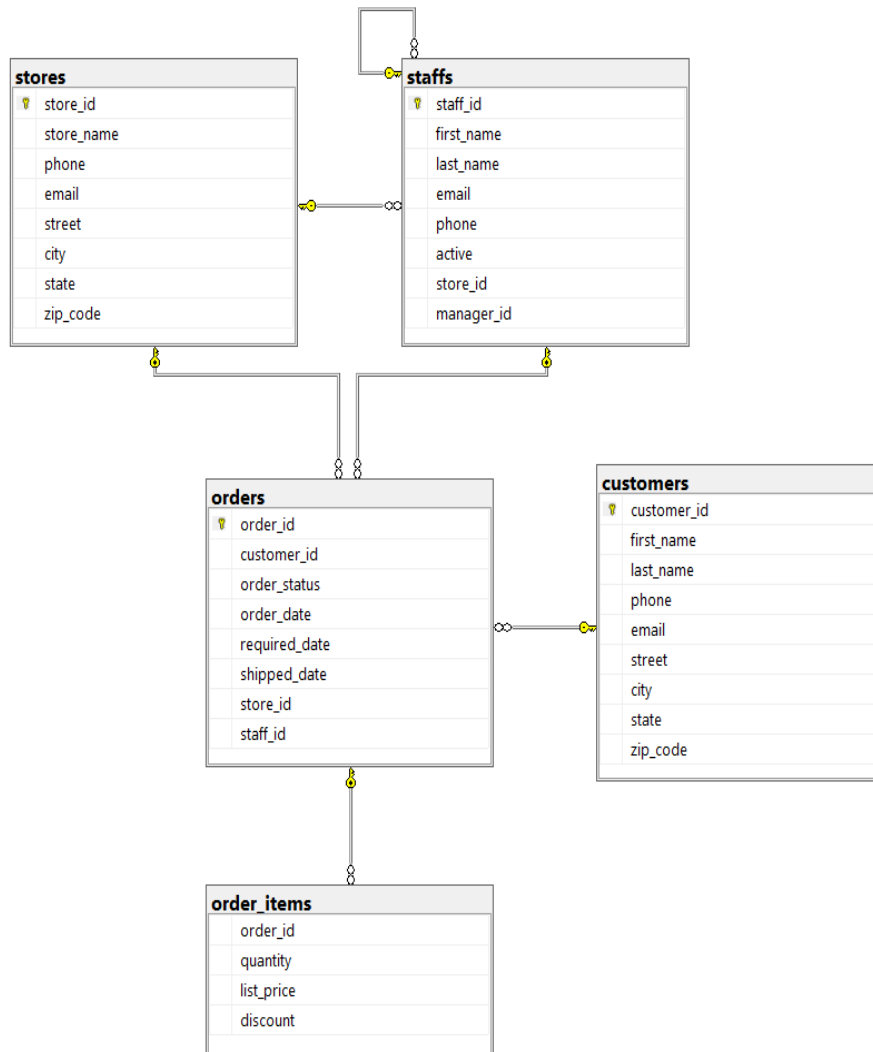 stores
store_id
store_name
phone
email
street
city
state
zip_code
staffs
staff_id
first_name
last_name
email
phone
active
store_id
manager_id
orders
order_id
customer_id
order_status
order_date
required_date
shipped_date
store_id
staff_id
customers
customer_id
first_name
last_name
phone
email
street
city
state
zip_code
order_items
order_id
quantity
list_price
discount